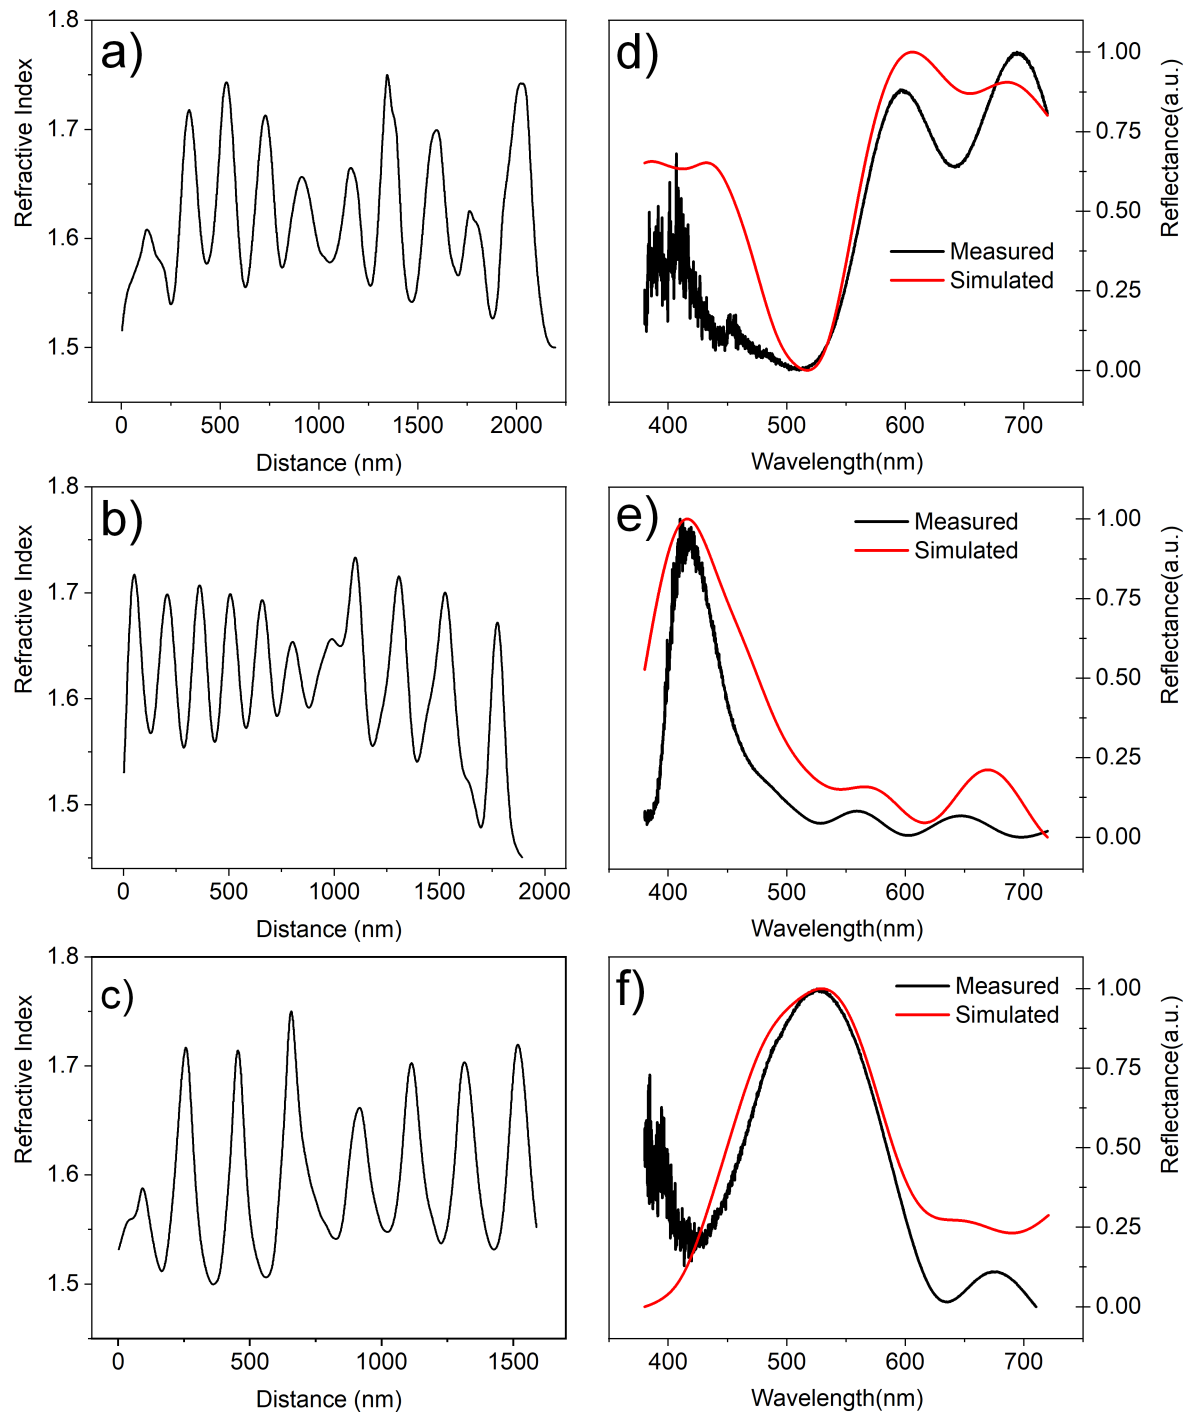 a)
1.8
1.7
1.6
1.5
Refractive Index
0 500 1000 1500 2000
Distance (nm)
d)
Measured
Simulated
1.00
0.75
0.50
0.25
0.00
Reflectance(a.u.)
400 500 600 700
Wavelength(nm)
b)
1.8
1.7
1.6
1.5
Refractive Index
0 500 1000 1500 2000
Distance (nm)
e)
Measured
Simulated
1.00
0.75
0.50
0.25
0.00
Reflectance(a.u.)
400 500 600 700
Wavelength(nm)
c)
1.8
1.7
1.6
1.5
Refractive Index
0 500 1000 1500
Distance (nm)
f)
Measured
Simulated
1.00
0.75
0.50
0.25
0.00
Reflectance(a.u.)
400 500 600 700
Wavelength(nm)